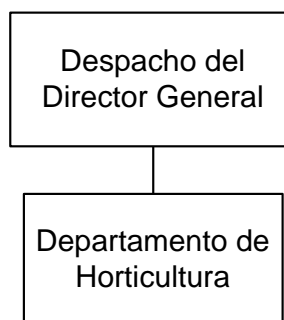 Despacho del
Director General
Departamento de
Horticultura